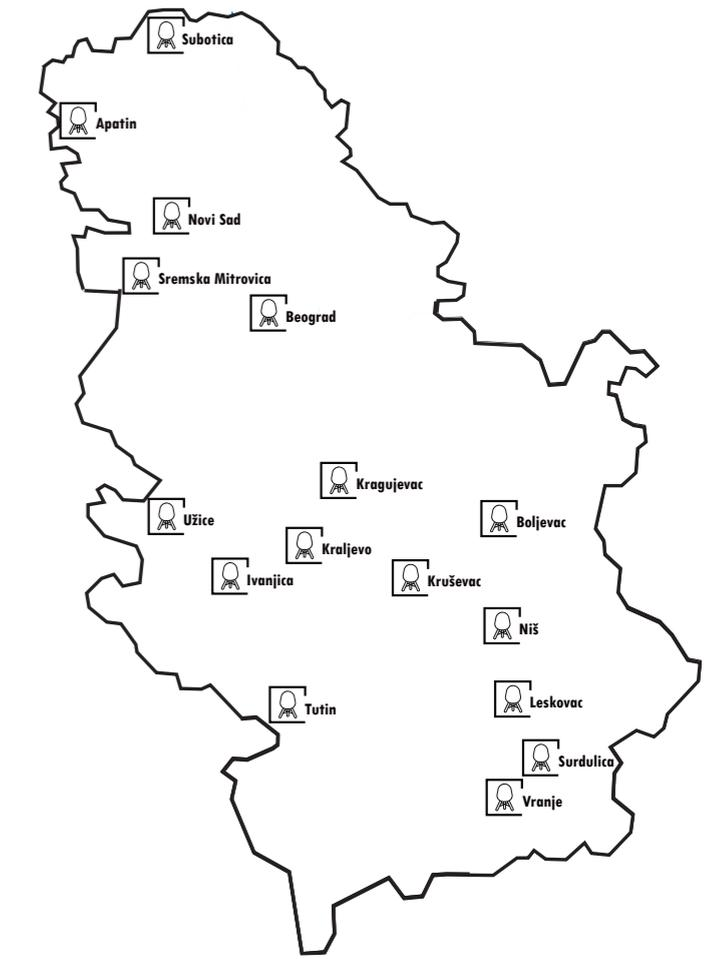 Subotica
Apatin
Novi Sad
Sremska Mitrovica
Beograd
Kragujevac
Užice
Boljevac
Kraljevo
Ivanjica
Kruševac
Niš
Leskovac
Tutin
Surdulica
Vranje